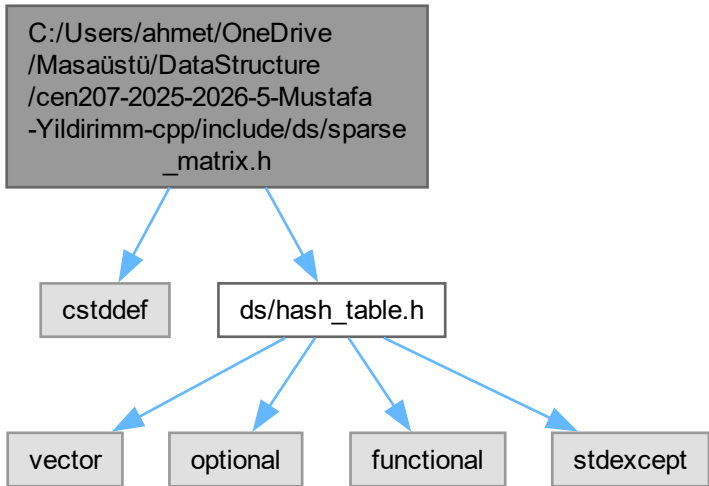 C:/Users/ahmet/OneDrive
/Masaüstü/DataStructure
/cen207-2025-2026-5-Mustafa
-Yildirimm-cpp/include/ds/sparse
_matrix.h
cstddef
ds/hash_table.h
vector
optional
functional
stdexcept